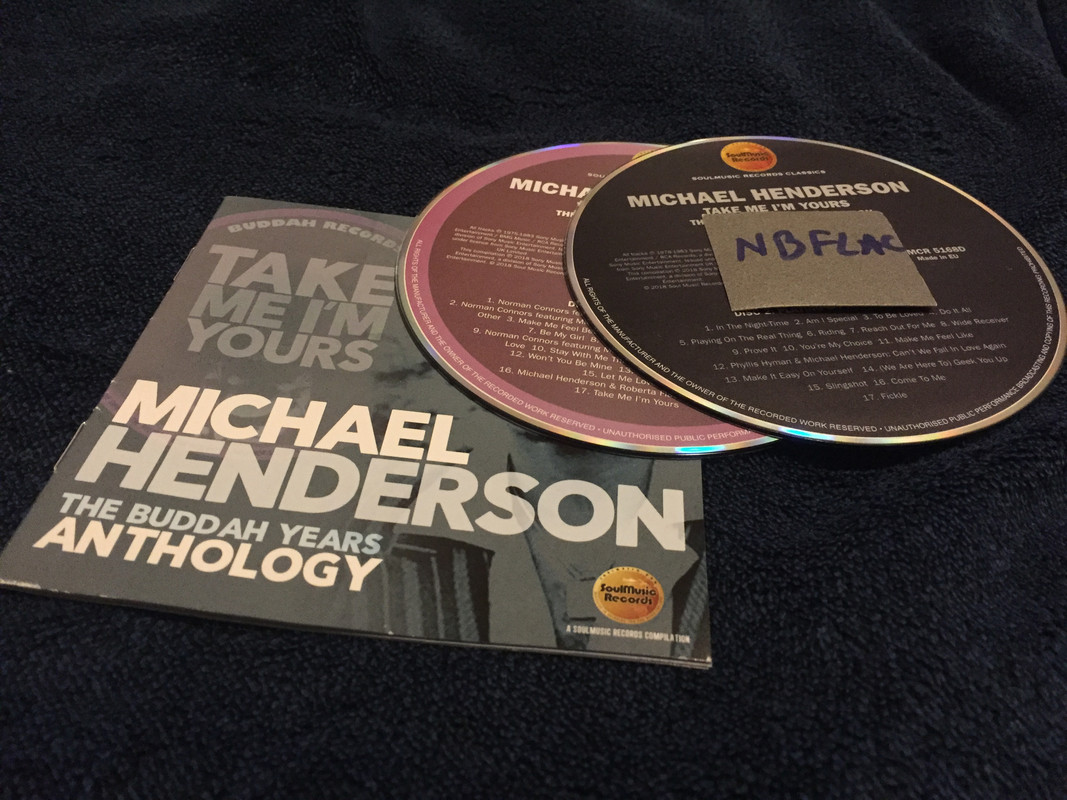 BUDDAH RECORDS
TAKE
ME I'M
YOURS
MICHAEL
HENDERSON
THE BUDDAH YEARS
ANTHOLOGY
SoulMusic
Records
A SOULMUSIC RECORDS COMPILATION
MICHA
1. Norman Connors
2. Norman Connors featuring
Other 3. Make Me Feel
7. Be My Girl 8.
9. Norman Connors featuring
Love 10. Stay With Me
12. Won't You Be Mine 13.
15. Let Me Lo
16. Michael Henderson & Roberta
17. Take Me I'm Yours
ALL RIGHTS OF THE MANUFACTURER AND THE OWNER OF THE RECORDED WORK RESERVED • UNAUTHORISED PUBLIC PERFORM
SoulMusic
Records
SOULMUSIC RECORDS CLASSICS
MICHAEL HENDERSON
TAKE ME I'M YOURS
NBFLAC
MCR 5168D
Made in EU
1. In The Night-Time 2. Am I Special 3. To Be Loved Do It All
5. Playing On The Real Thing 6. Riding 7. Reach Out For Me 8. Wide Receiver
9. Prove It 10. You're My Choice 11. Make Me Feel Like
12. Phyllis Hyman & Michael Henderson: Can't We Fall In Love Again
13. Make It Easy On Yourself 14. (We Are Here To) Geek You Up
15. Slingshot 16. Come To Me
17. Fickle
ALL RIGHTS OF THE MANUFACTURER AND THE OWNER OF THE RECORDED WORK RESERVED • UNAUTHORISED PUBLIC PERFORMANCE BROADCASTING AND COPYING OF THIS RECORDING PROHIBITED